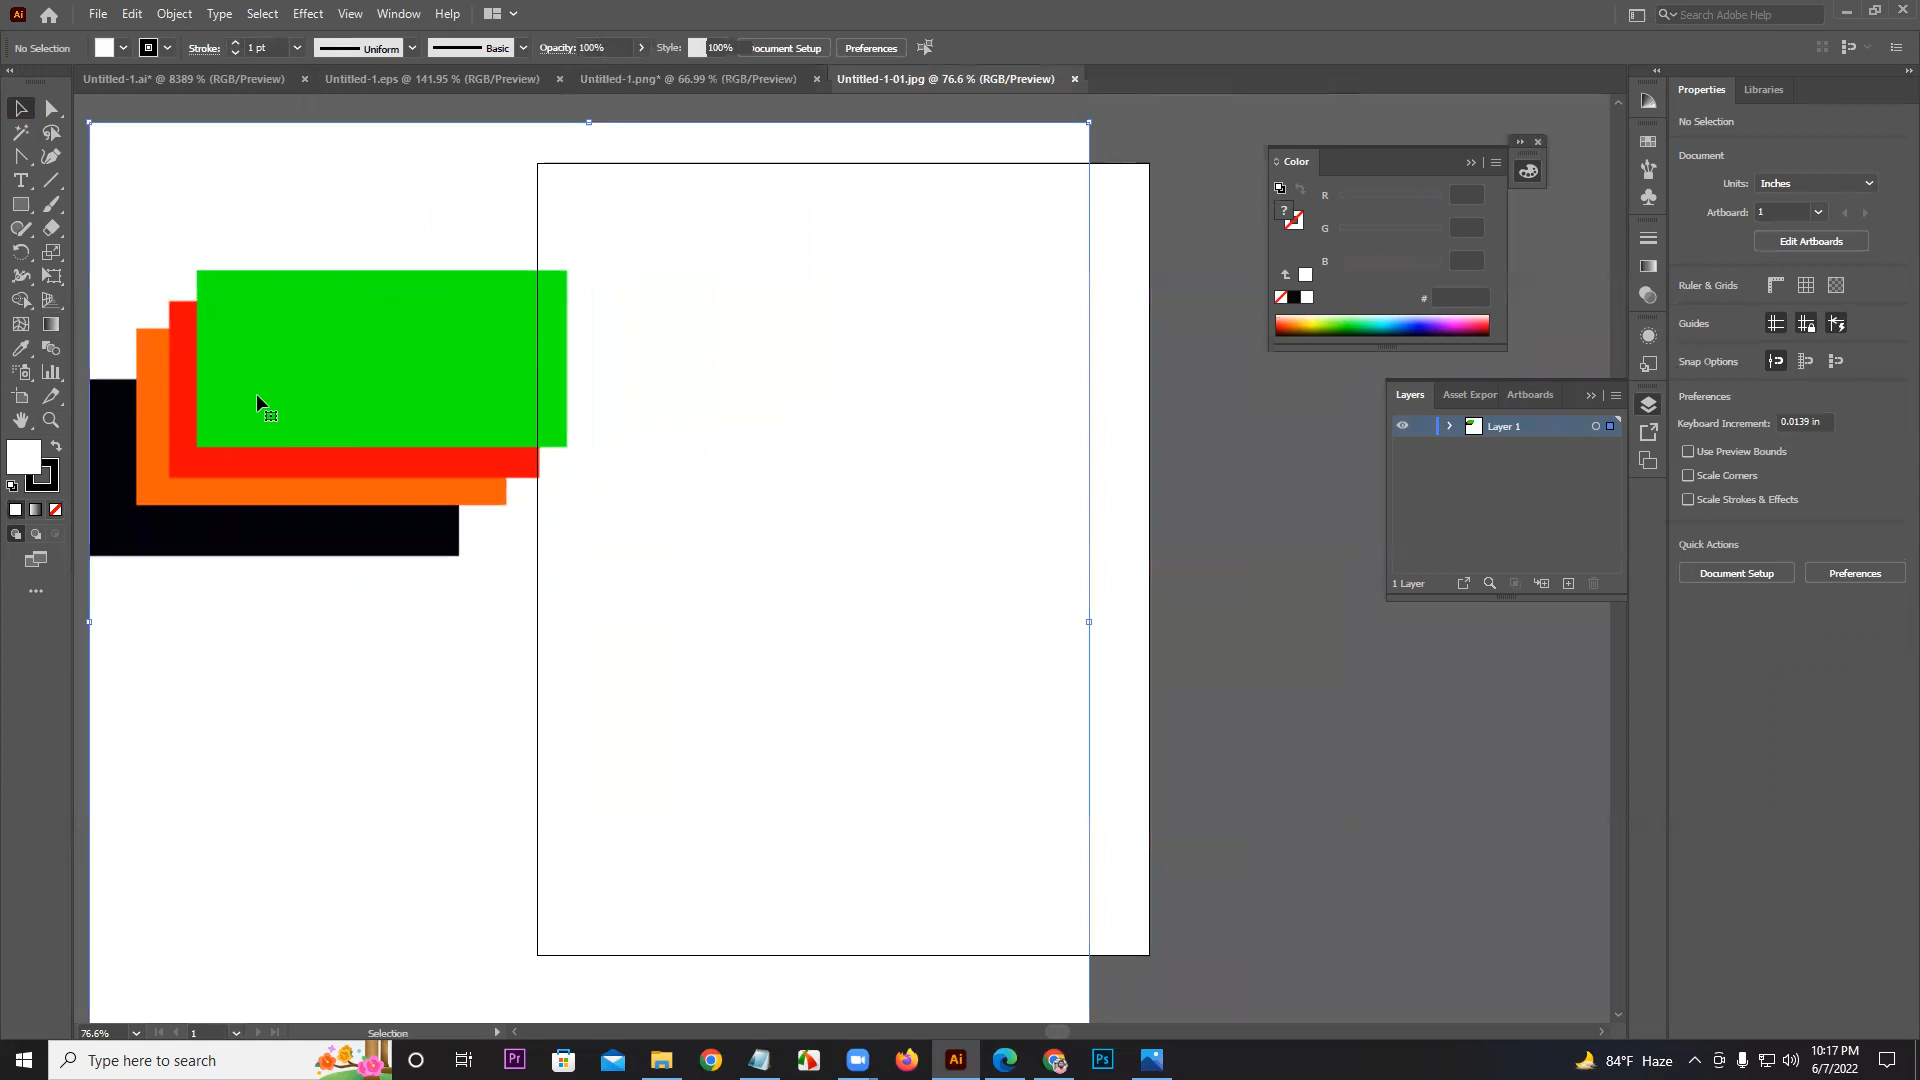 Ai File Edit Object Type Select Effect View Window Help Search Adobe Help
No Selection Stroke: 1 pt Uniform Basic Opacity: 100% Style: 100% Document Setup Preferences
Untitled-1.ai* @ 8389 % (RGB/Preview) Untitled-1.eps @ 141.95 % (RGB/Preview) Untitled-1.png* @ 66.99 % (RGB/Preview) Untitled-1-01.jpg @ 76.6 % (RGB/Preview)
Properties Libraries
No Selection
Document
Units: Inches
Artboard: 1
Edit Artboards
Ruler & Grids
Guides
Snap Options
Preferences
Keyboard Increment: 0.0139 in
Use Preview Bounds
Scale Corners
Scale Strokes & Effects
Quick Actions
Document Setup Preferences
Color
R
?
G
B
#
Layers Asset Expor Artboards
Layer 1
1 Layer
T
76.6% 1 Selection
Type here to search Pr Ai Ps 84°F Haze 10:17 PM
6/7/2022